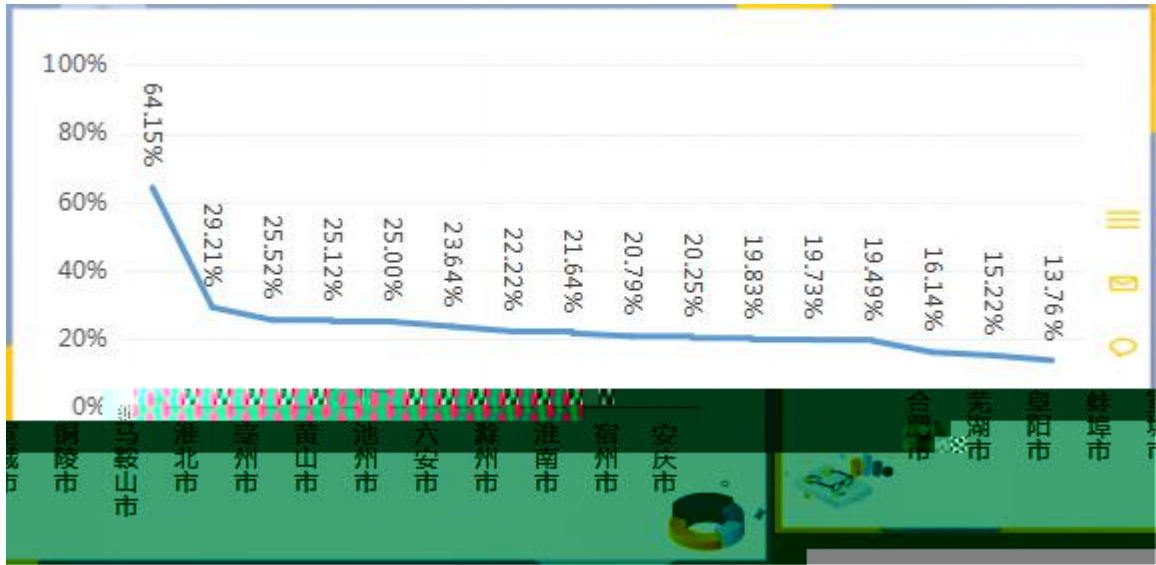 100%
80%
60%
40%
20%
0%
64.15%
29.21%
25.52%
25.12%
25.00%
23.64%
22.22%
21.64%
20.79%
20.25%
19.83%
19.73%
19.49%
16.14%
15.22%
13.76%
铜陵市
马鞍山市
淮北市
亳州市
黄山市
池州市
六安市
滁州市
淮南市
宿州市
安庆市
合肥市
芜湖市
阜阳市
蚌埠市